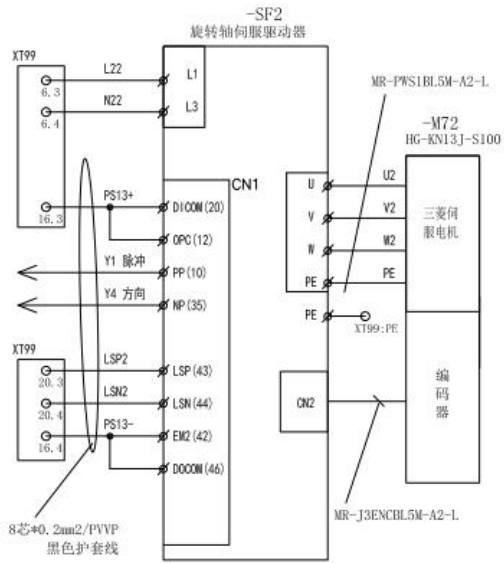 -SF2
旋转轴伺服驱动器
XT99
L22
6.3
N22
6.4
L1
L3
MR-PWS1BL5M-A2-L
-M72
HG-KN13J-S100
CN1
PS13+
16.3
DICOM(20)
OPC(12)
Y1 脉冲
PP(10)
Y4 方向
NP(35)
U
U2
V
V2
W
W2
PE
PE
三菱伺
服电机
PE
XT99:PE
XT99
LSP2
20.3
LSP(43)
LSN2
20.4
LSN(44)
PS13-
16.4
EM2(42)
DOCOM(46)
CN2
编
码
器
MR-J3ENCBL5M-A2-L
8芯*0.2mm2/PVVP
黑色护套线